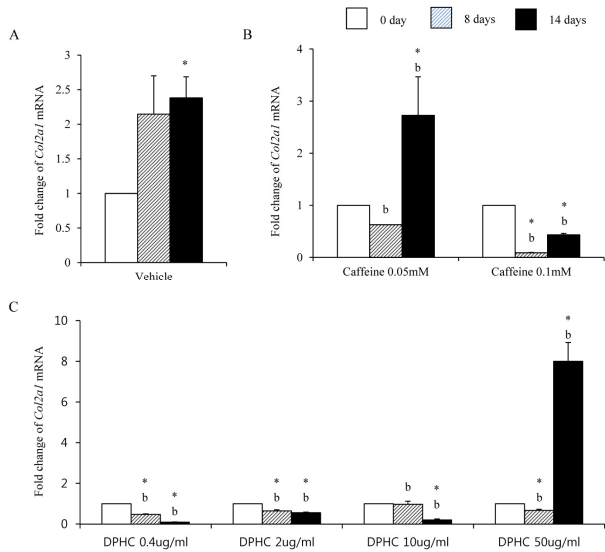 0 day 8 days 14 days
A
Fold change of Col2a1 mRNA
3
2.5
2
1.5
1
0.5
0
*
Vehicle
B
Fold change of Col2a1 mRNA
4
3
2
1
0
b
*
b
*
b
*
b
Caffeine 0.05mM Caffeine 0.1mM
C
Fold change of Col2a1 mRNA
10
8
6
4
2
0
*
b
*
b
*
b
*
b
b
*
b
*
b
*
b
DPHC 0.4ug/ml DPHC 2ug/ml DPHC 10ug/ml DPHC 50ug/ml